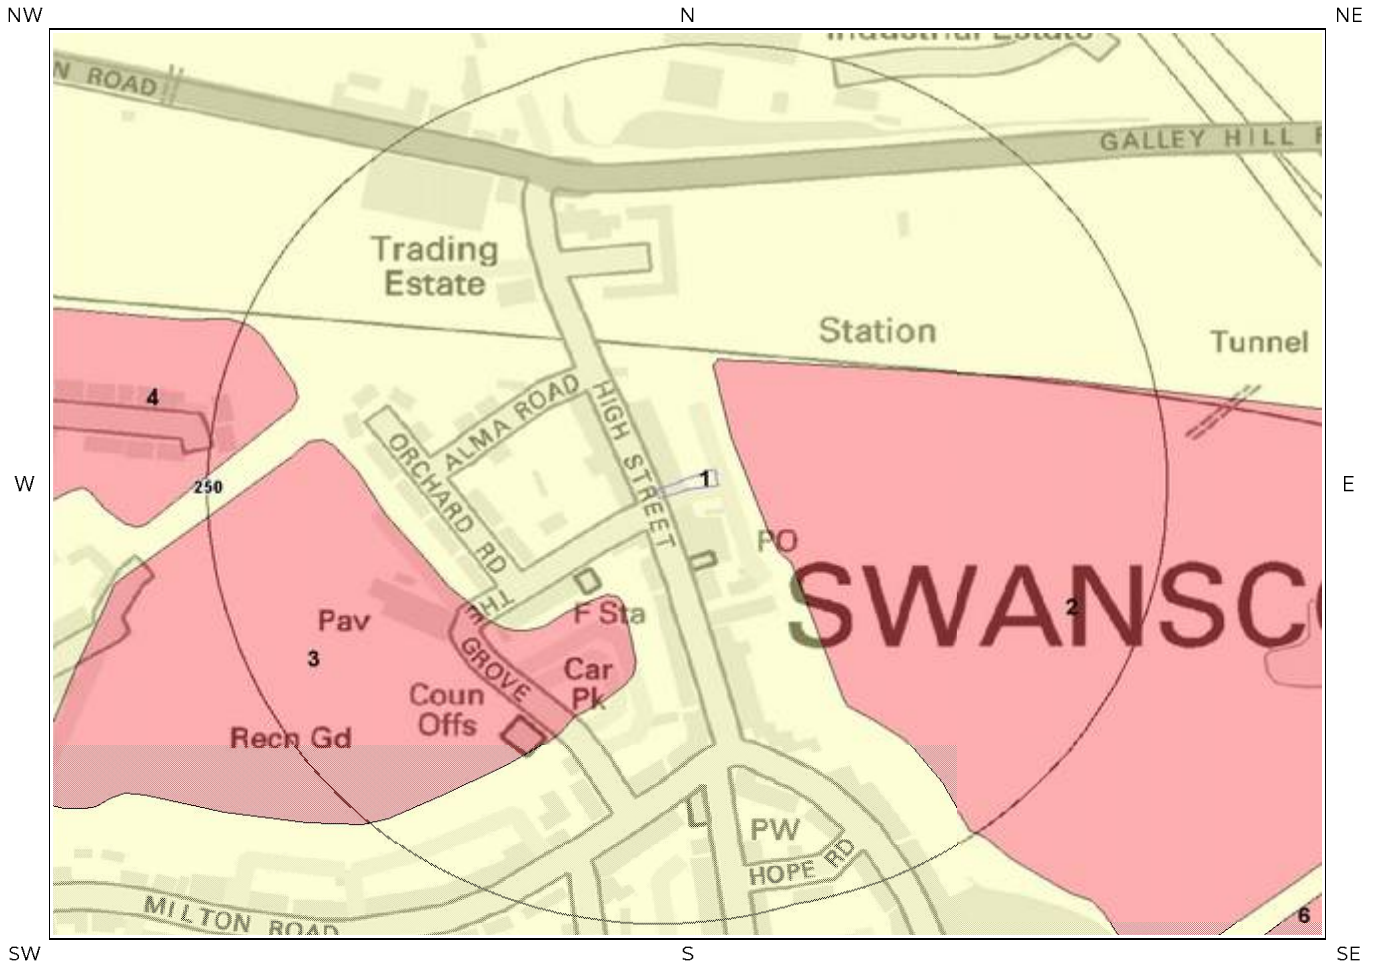 NW
N
NE
Industrial Estate
N ROAD
GALLEY HILL
Trading
Estate
Station
Tunnel
4
ALMA ROAD
HIGH STREET
ORCHARD RD
W
250
1
E
PO
SWANSC
2
THE
GROVE
F Sta
Pav
3
Car
Pk
Coun
Offs
Recn Gd
PW
HOPE RD
MILTON ROAD
6
SW
S
SE